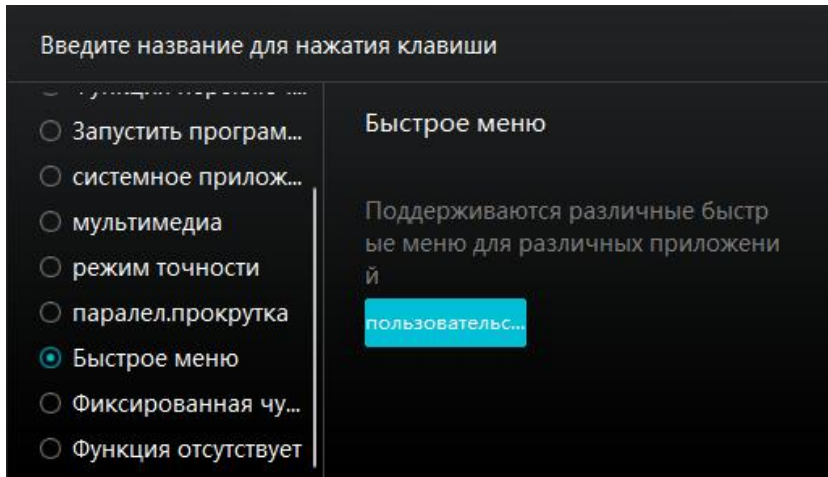 Введите название для нажатия клавиши
Запустить програм...
системное прилож...
мультимедиа
режим точности
паралел.прокрутка
Быстрое меню
Фиксированная чу...
Функция отсутствует
Быстрое меню
Поддерживаются различные быстр
ые меню для различных приложени
й
пользовательс...